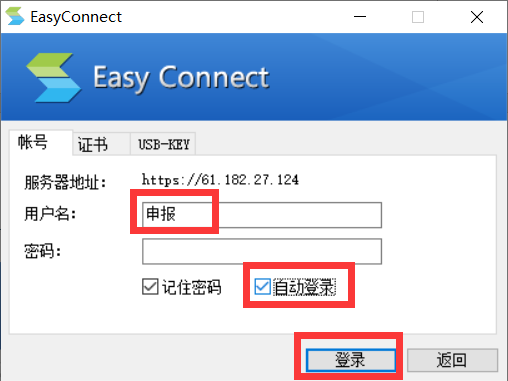 EasyConnect
Easy Connect
帐号 证书 USB-KEY
服务器地址: https://61.182.27.124
用户名: 申报
密码:
记住密码 自动登录
登录 返回